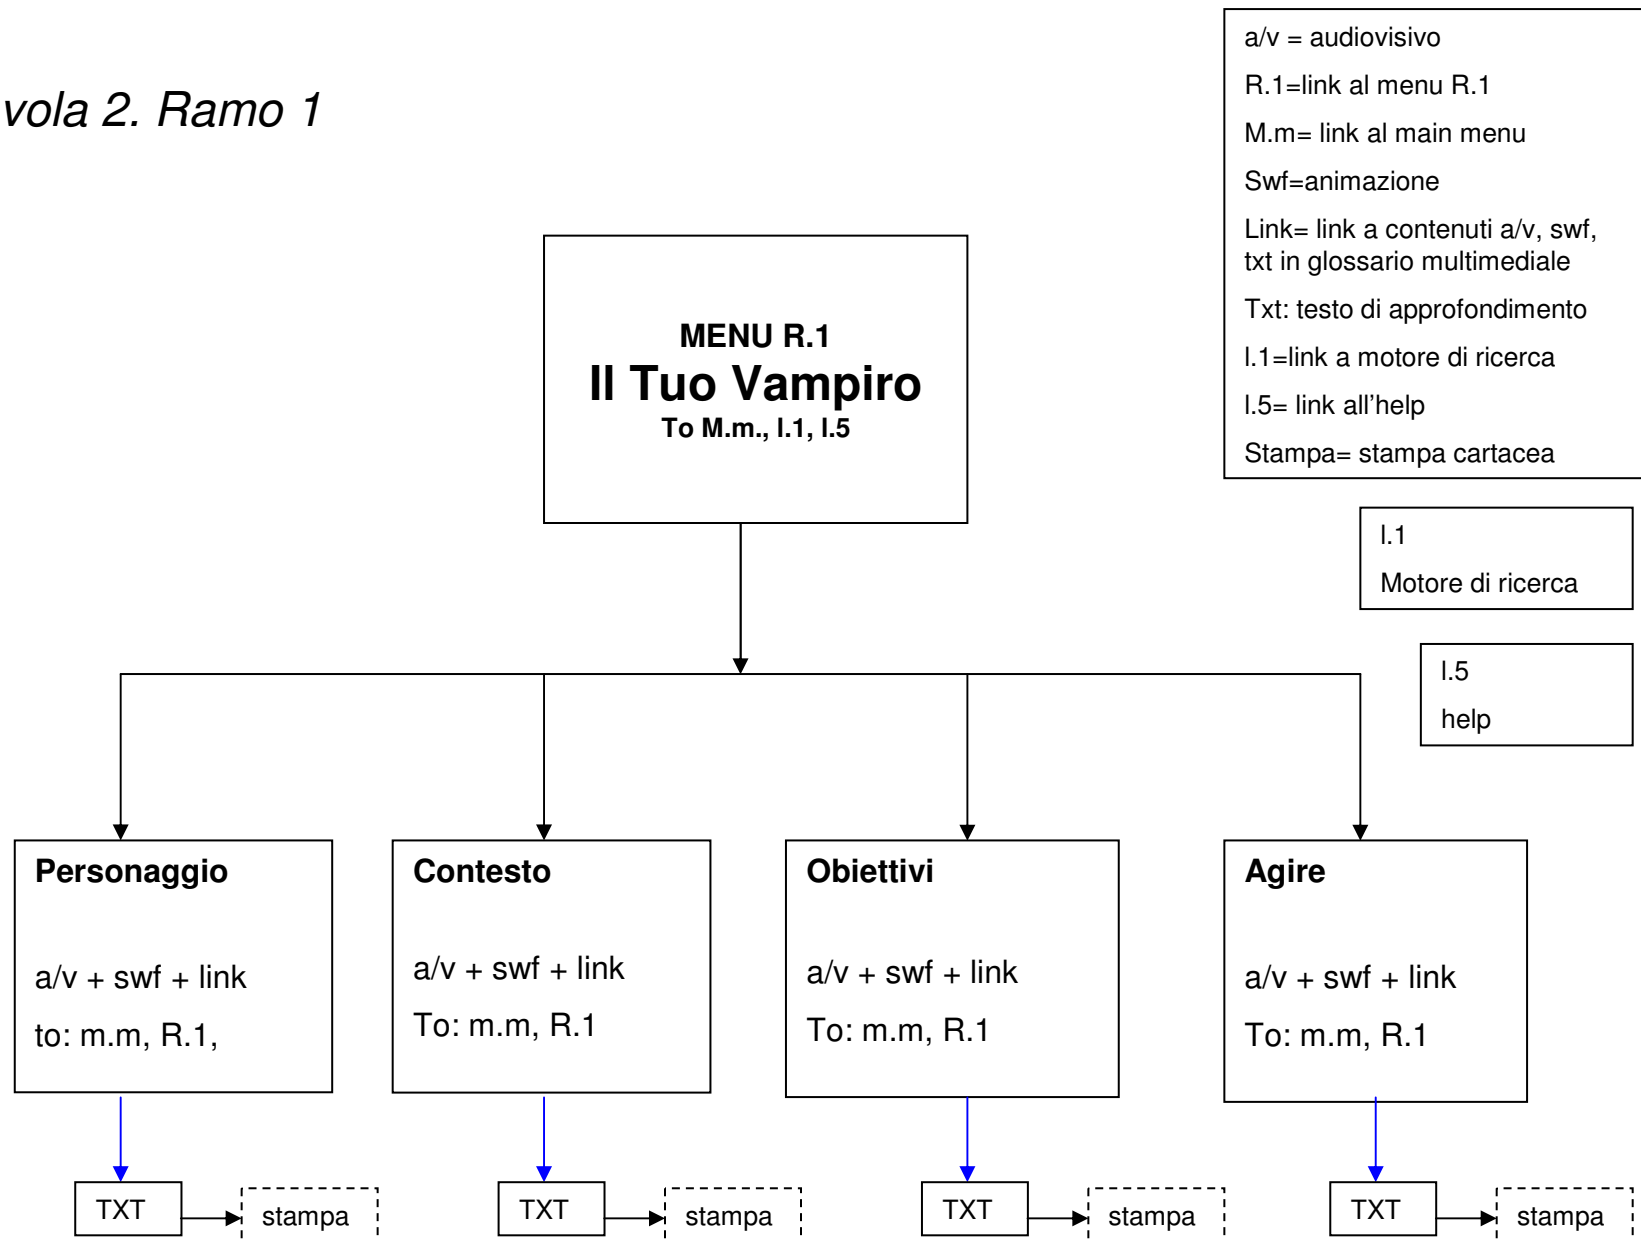 vola 2. Ramo 1
a/v = audiovisivo
R.1=link al menu R.1
M.m= link al main menu
Swf=animazione
Link= link a contenuti a/v, swf,
txt in glossario multimediale
Txt: testo di approfondimento
l.1=link a motore di ricerca
l.5= link all'help
Stampa= stampa cartacea
MENU R.1
Il Tuo Vampiro
To M.m., l.1, l.5
l.1
Motore di ricerca
l.5
help
Personaggio
a/v + swf + link
to: m.m, R.1,
Contesto
a/v + swf + link
To: m.m, R.1
Obiettivi
a/v + swf + link
To: m.m, R.1
Agire
a/v + swf + link
To: m.m, R.1
TXT
stampa
TXT
stampa
TXT
stampa
TXT
stampa